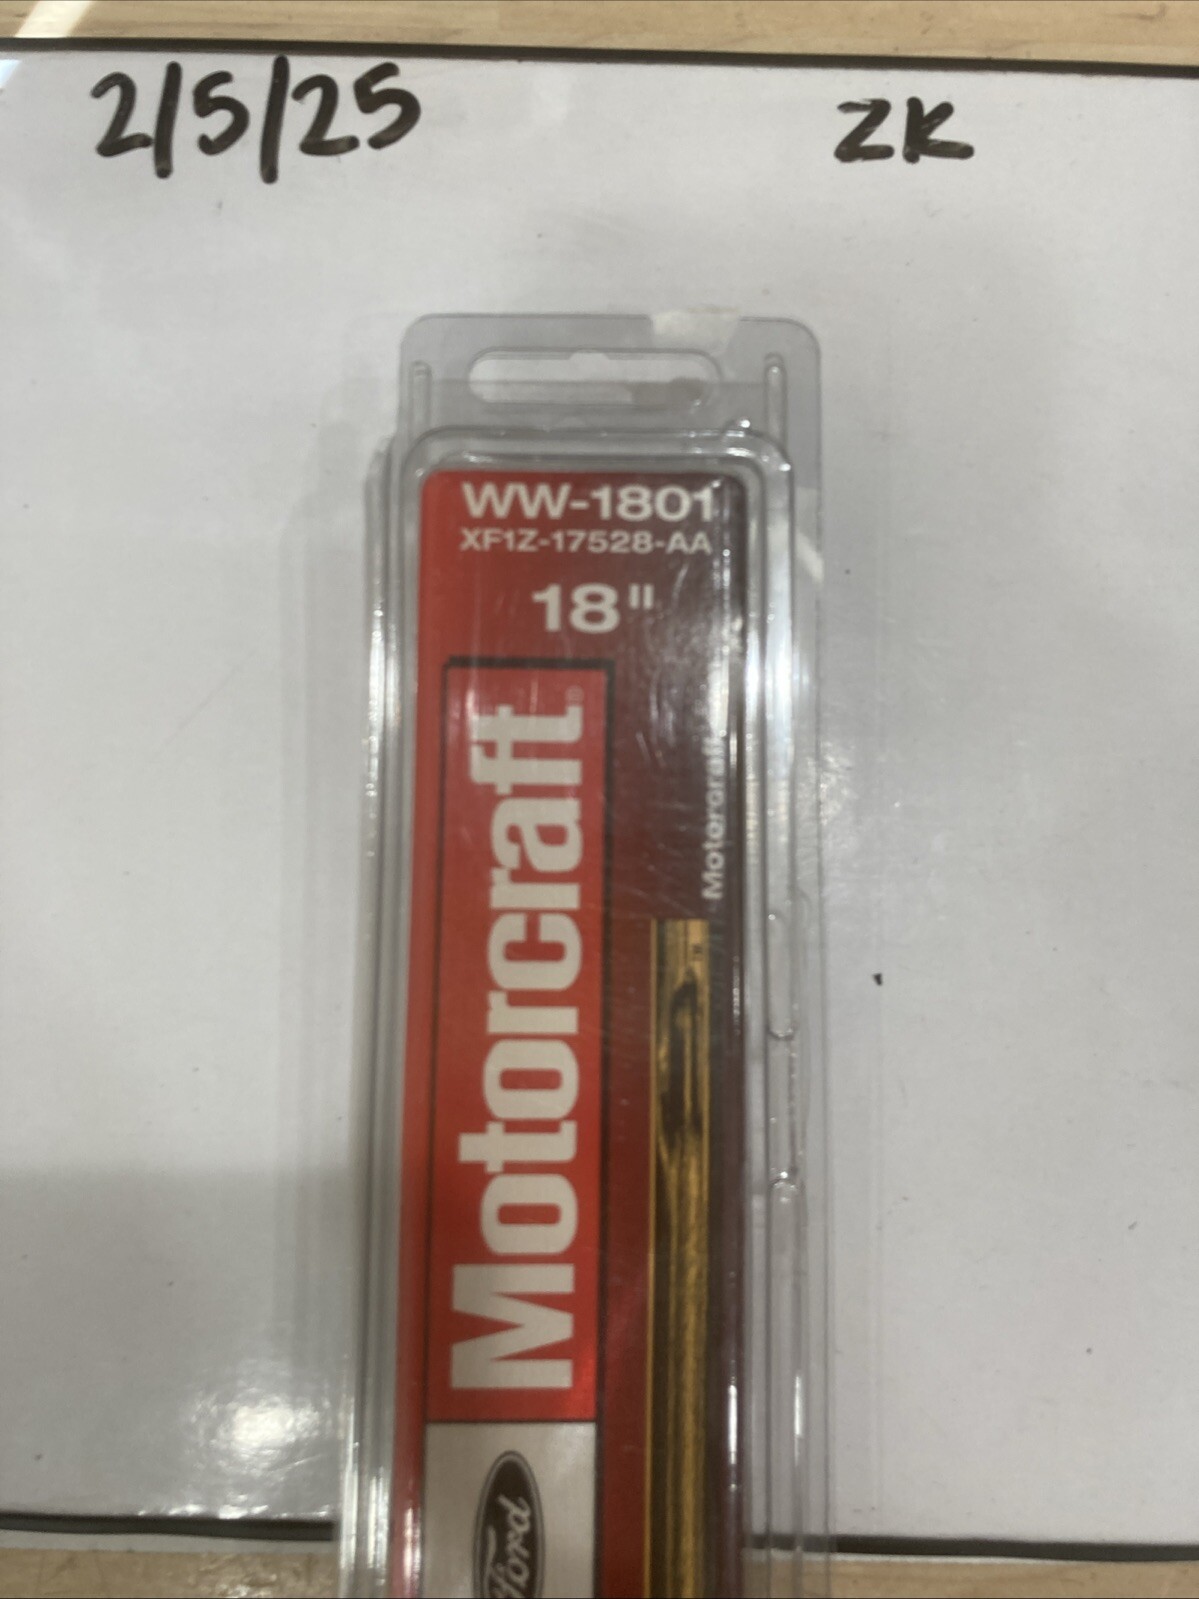 2/5/25 ZK
WW-1801
XF1Z-17528-AA
18"
Motorcraft®
Motorcraft
Ford